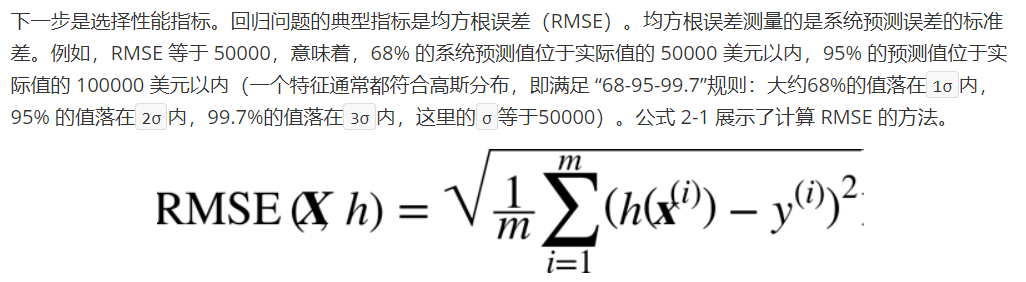 下一步是选择性能指标。回归问题的典型指标是均方根误差（RMSE）。均方根误差测量的是系统预测误差的标准
差。例如，RMSE 等于 50000，意味着，68% 的系统预测值位于实际值的 50000 美元以内，95% 的预测值位于实
际值的 100000 美元以内（一个特征通常都符合高斯分布，即满足 “68-95-99.7”规则：大约68%的值落在 1σ 内，
95% 的值落在 2σ 内，99.7%的值落在 3σ 内，这里的 σ 等于50000）。公式 2-1 展示了计算 RMSE 的方法。
RMSE (X, h) = √(1/m ∑_{i=1}^{m} (h(x^{(i)}) − y^{(i)})²)